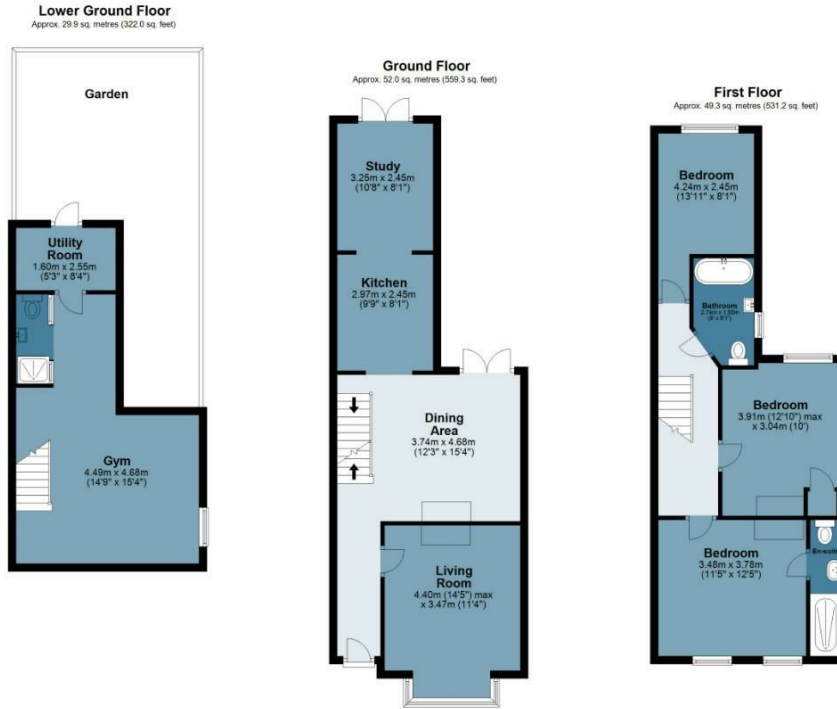 Lower Ground Floor
Approx. 29.9 sq. metres (322.0 sq. feet)
Garden
Utility
Room
1.60m x 2.55m
(5'3" x 8'4")
Gym
4.49m x 4.68m
(14'9" x 15'4")
Ground Floor
Approx. 52.0 sq. metres (559.3 sq. feet)
Study
3.25m x 2.45m
(10'8" x 8'1")
Kitchen
2.97m x 2.45m
(9'9" x 8'1")
Dining
Area
3.74m x 4.68m
(12'3" x 15'4")
Living
Room
4.40m (14'5") max
x 3.47m (11'4")
First Floor
Approx. 49.3 sq. metres (531.2 sq. feet)
Bedroom
4.24m x 2.45m
(13'11" x 8'1")
Bathroom
2.74m x
Bedroom
3.91m (12'10") max
x 3.04m (10')
Bedroom
3.48m x 3.78m
(11'5" x 12'5")
En-suite